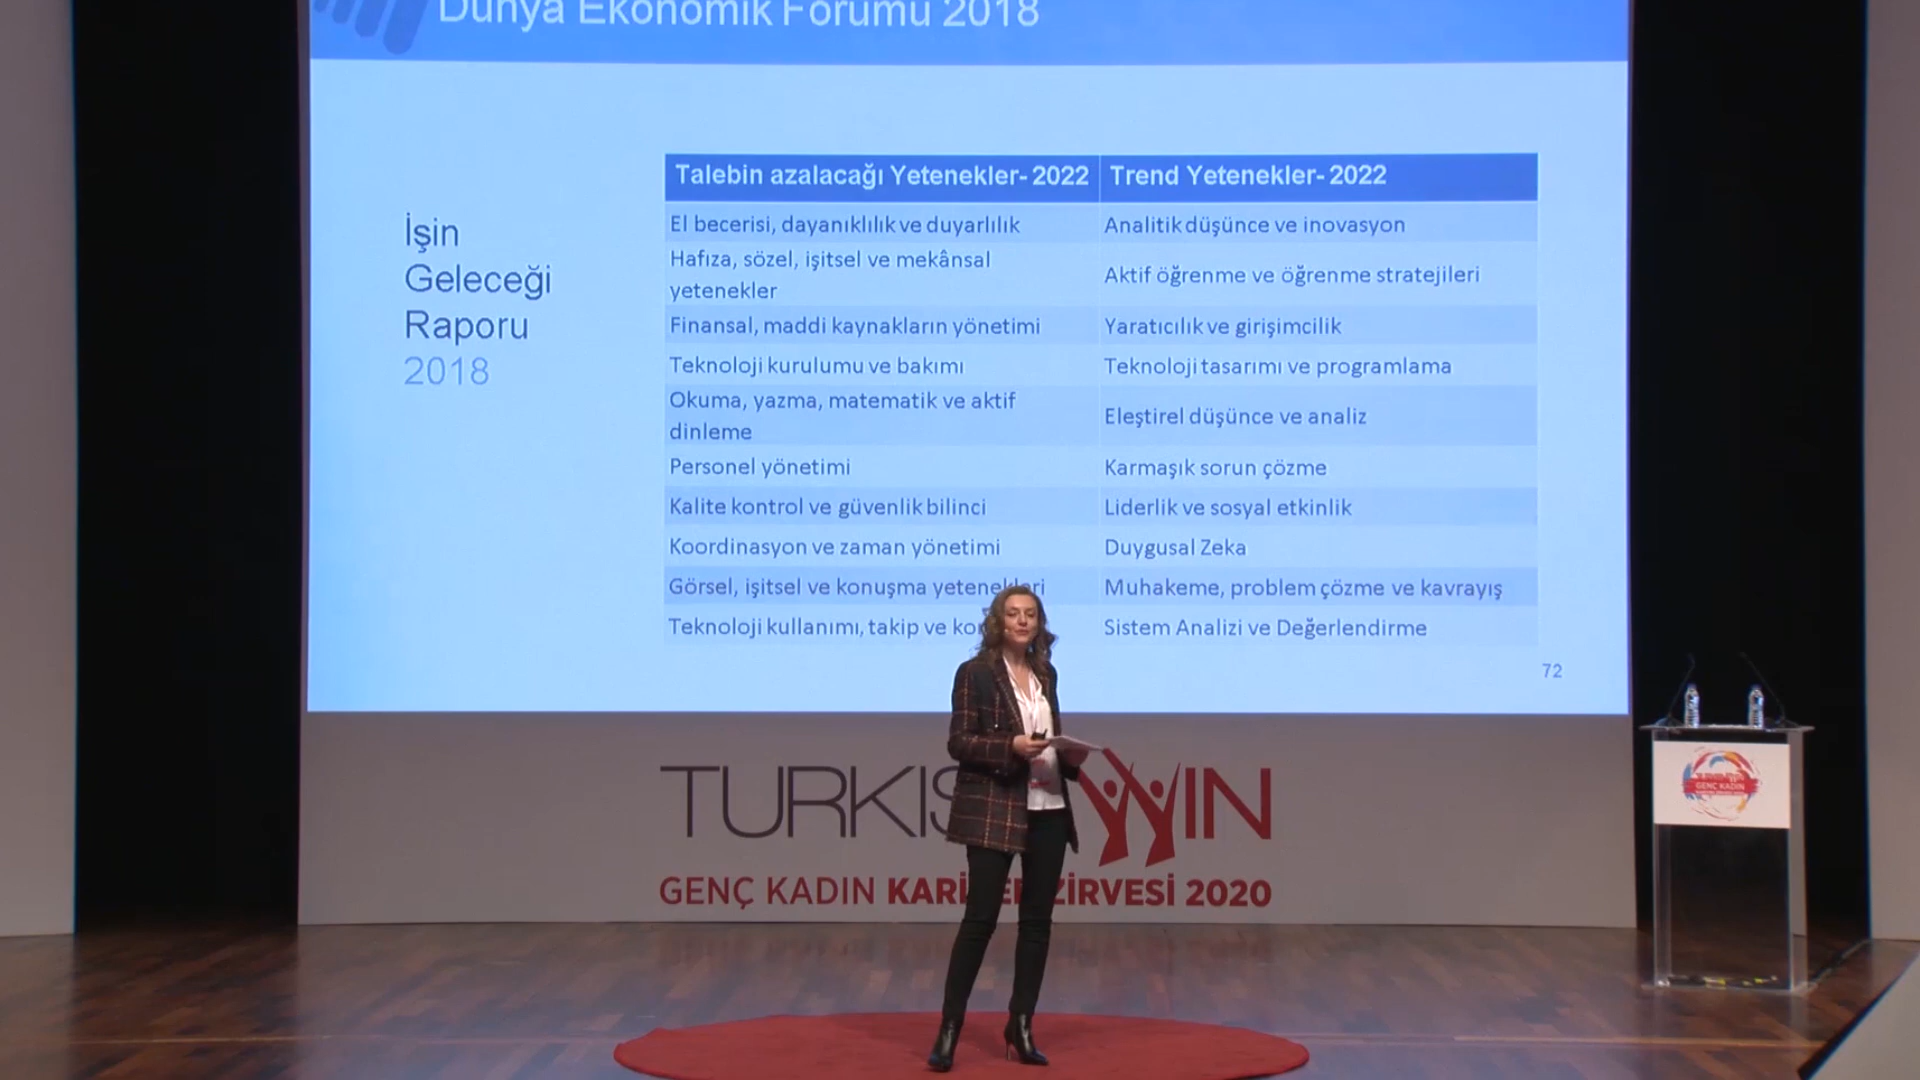 Dünya Ekonomik Forumu 2018
İşin
Geleceği
Raporu
2018
Talebin azalacağı Yetenekler- 2022 Trend Yetenekler- 2022
El becerisi, dayanıklılık ve duyarlılık Analitik düşünce ve inovasyon
Hafıza, sözel, işitsel ve mekânsal
yetenekler
Aktif öğrenme ve öğrenme stratejileri
Finansal, maddi kaynakların yönetimi Yaratıcılık ve girişimcilik
Teknoloji kurulumu ve bakımı Teknoloji tasarımı ve programlama
Okuma, yazma, matematik ve aktif
dinleme
Eleştirel düşünce ve analiz
Personel yönetimi Karmaşık sorun çözme
Kalite kontrol ve güvenlik bilinci Liderlik ve sosyal etkinlik
Koordinasyon ve zaman yönetimi Duygusal Zeka
Görsel, işitsel ve konuşma yetenekleri Muhakeme, problem çözme ve kavrayış
Teknoloji kullanımı, takip ve Sistem Analizi ve Değerlendirme
72
WIN
GENÇ KADIN ZİRVESİ 2020
GENÇ KADIN